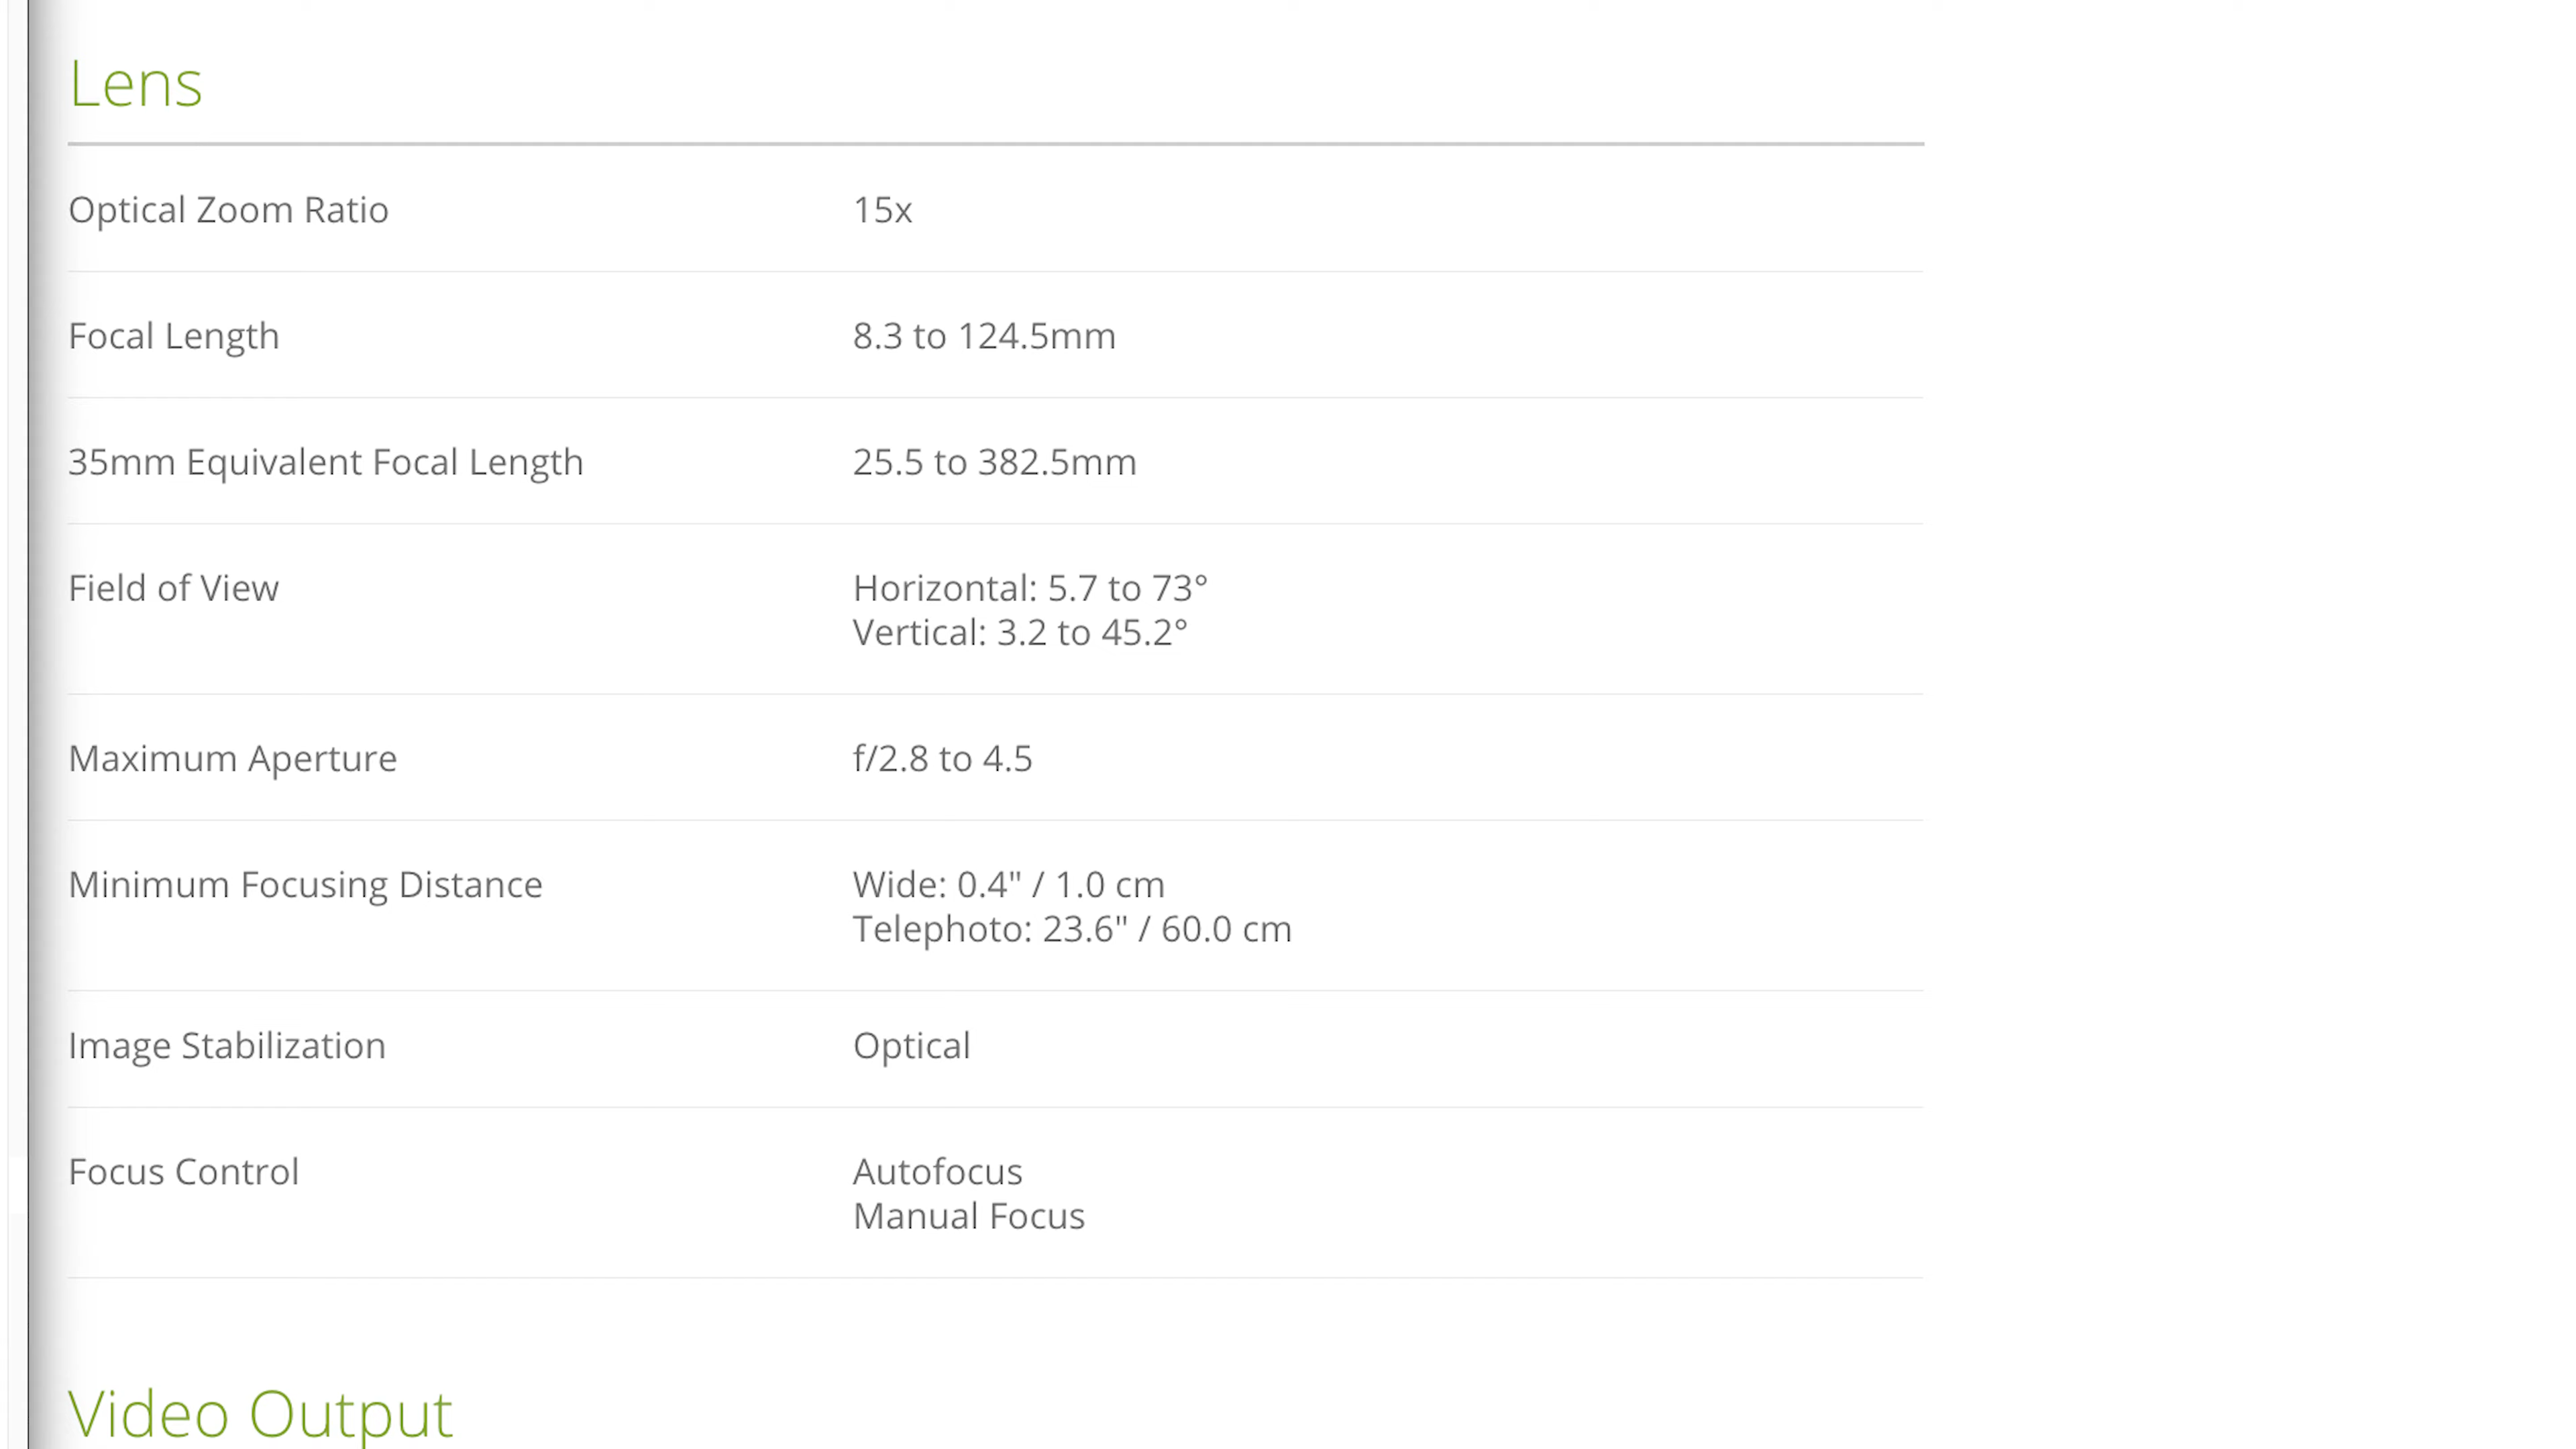 Lens
Optical Zoom Ratio 15x
Focal Length 8.3 to 124.5mm
35mm Equivalent Focal Length 25.5 to 382.5mm
Field of View Horizontal: 5.7 to 73°
Vertical: 3.2 to 45.2°
Maximum Aperture f/2.8 to 4.5
Minimum Focusing Distance Wide: 0.4" / 1.0 cm
Telephoto: 23.6" / 60.0 cm
Image Stabilization Optical
Focus Control Autofocus
Manual Focus
Video Output